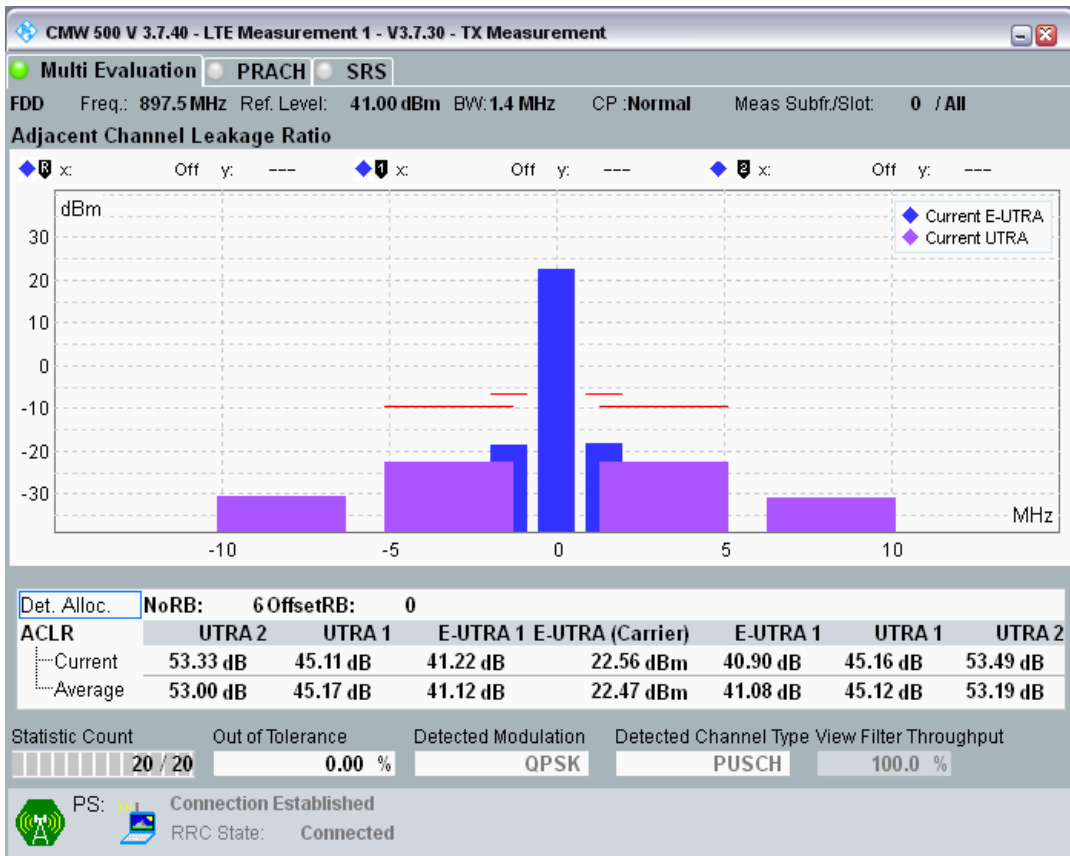 CMW 500 V 3.7.40 - LTE Measurement 1 - V3.7.30 - TX Measurement
Multi Evaluation PRACH SRS
FDD Freq.: 897.5 MHz Ref. Level: 41.00 dBm BW: 1.4 MHz CP :Normal Meas Subfr./Slot: 0 / All
Adjacent Channel Leakage Ratio
R x: Off y: --- 1 x: Off y: --- 2 x: Off y: ---
dBm
Current E-UTRA
Current UTRA
30
20
10
0
-10
-20
-30
MHz
-10 -5 0 5 10
Det. Alloc. NoRB: 6 OffsetRB: 0
ACLR UTRA 2 UTRA 1 E-UTRA 1 E-UTRA (Carrier) E-UTRA 1 UTRA 1 UTRA 2
Current 53.33 dB 45.11 dB 41.22 dB 22.56 dBm 40.90 dB 45.16 dB 53.49 dB
Average 53.00 dB 45.17 dB 41.12 dB 22.47 dBm 41.08 dB 45.12 dB 53.19 dB
Statistic Count Out of Tolerance Detected Modulation Detected Channel Type View Filter Throughput
20 / 20 0.00 % QPSK PUSCH 100.0 %
PS: Connection Established
RRC State: Connected